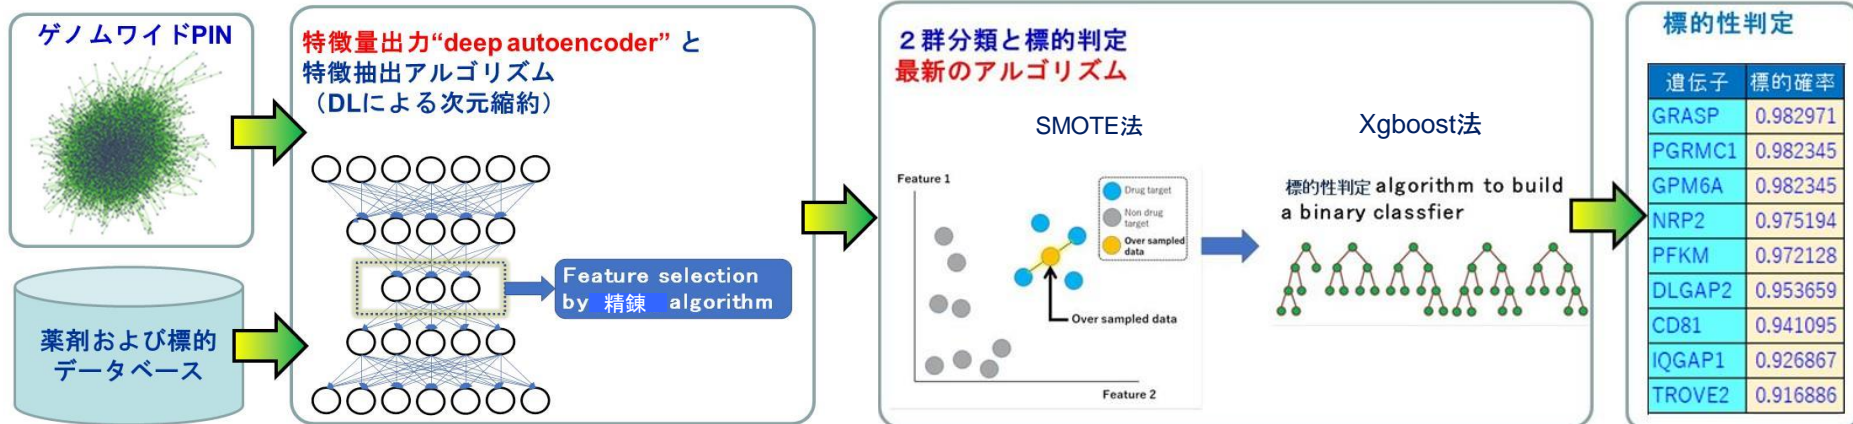 ゲノムワイドPIN
薬剤および標的
データベース
特徴量出力“deep autoencoder” と
特徴抽出アルゴリズム
（DLによる次元縮約）
Feature selection
by 精錬 algorithm
２群分類と標的判定
最新のアルゴリズム
SMOTE法
Feature 1
Drug target
Non drug
target
Over sampled
data
Over sampled data
Feature 2
Xgboost法
標的性判定 algorithm to build
a binary classfier
標的性判定
遺伝子 標的確率
GRASP 0.982971
PGRMC1 0.982345
GPM6A 0.982345
NRP2 0.975194
PFKM 0.972128
DLGAP2 0.953659
CD81 0.941095
IQGAP1 0.926867
TROVE2 0.916886